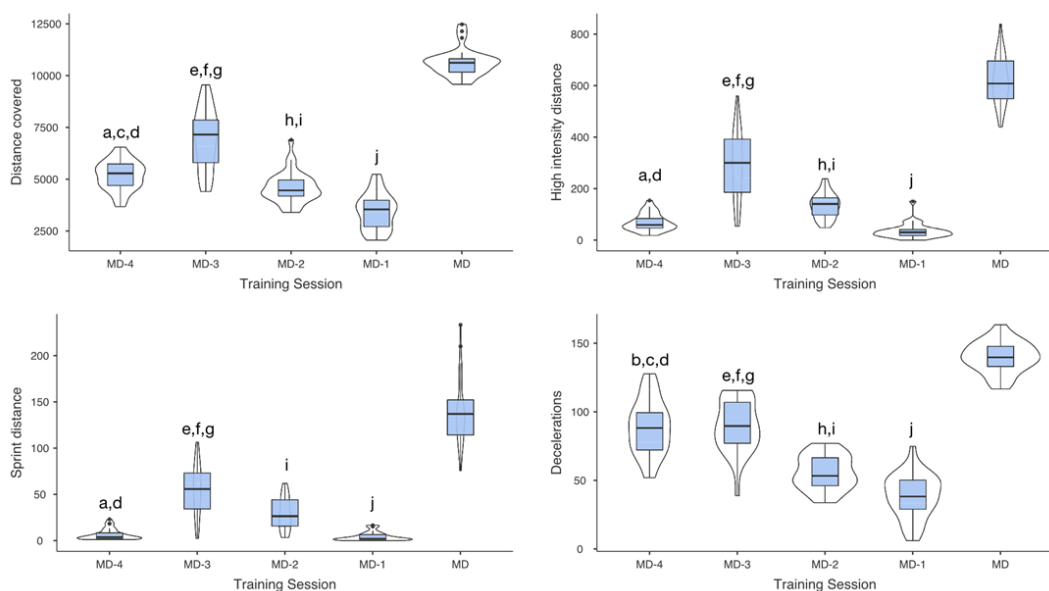 Distance covered
12500
10000
7500
5000
2500
a,c,d
e,f,g
h,i
j
MD-4 MD-3 MD-2 MD-1 MD
Training Session
High intensity distance
800
600
400
200
0
a,d
e,f,g
h,i
j
MD-4 MD-3 MD-2 MD-1 MD
Training Session
Sprint distance
200
150
100
50
0
a,d
e,f,g
i
j
MD-4 MD-3 MD-2 MD-1 MD
Training Session
Decelerations
150
100
50
0
b,c,d
e,f,g
h,i
j
MD-4 MD-3 MD-2 MD-1 MD
Training Session